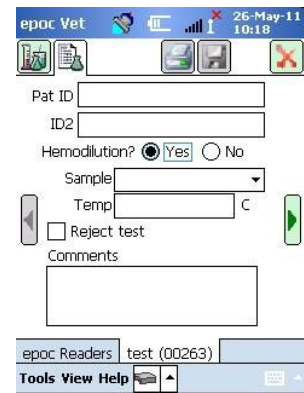 epoc Vet 26-May-11
10:18
Pat ID
ID2
Hemodilution? Yes No
Sample
Temp C
Reject test
Comments
epoc Readers test (00263)
Tools View Help